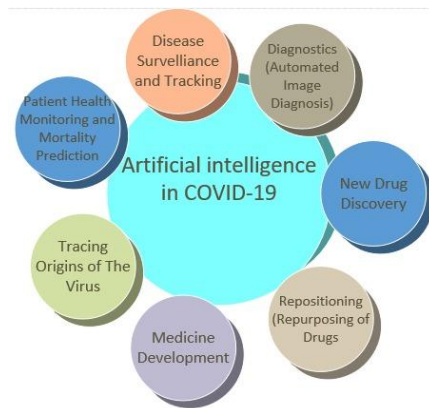 Disease
Survelliance
and Tracking
Diagnostics
(Automated
Image
Diagnosis)
Patient Health
Monitoring and
Mortality
Prediction
Artificial intelligence
in COVID-19
New Drug
Discovery
Tracing
Origins of The
Virus
Repositioning
(Repurposing of
Drugs
Medicine
Development